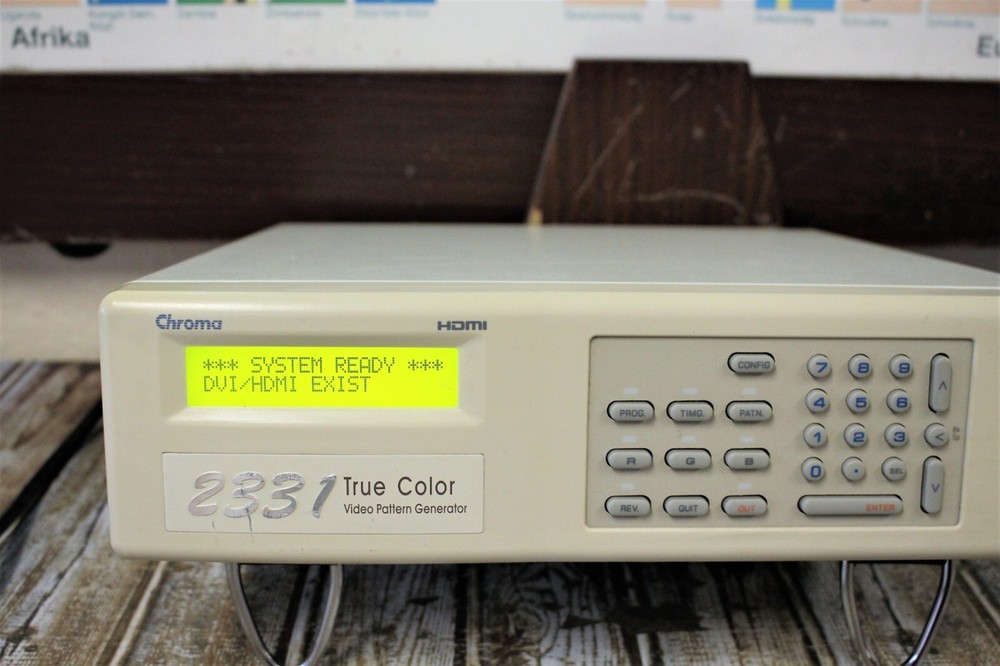 Afrika
Chroma
HDMI
*** SYSTEM READY ***
DVI/HDMI EXIST
2331 True Color
Video Pattern Generator
CONFIG
PROG. TIMG. PATN.
R G B
REV. QUIT OUT
7 8 9
4 5 6
1 2 3
0 . SEL
ENTER